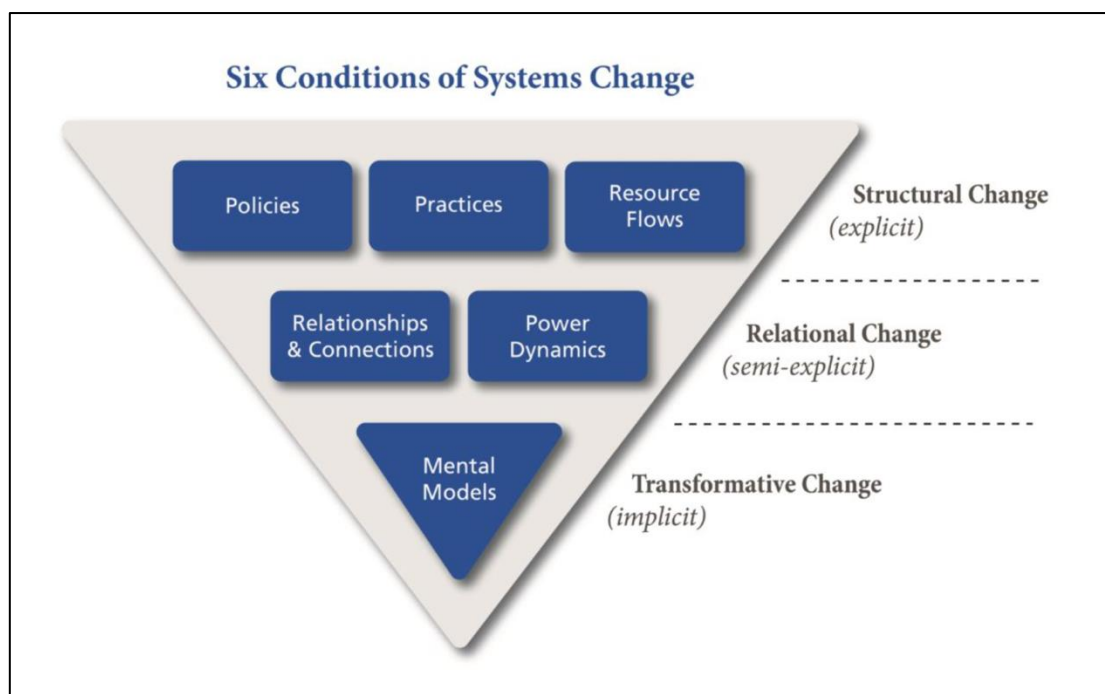 Six Conditions of Systems Change
Policies
Practices
Resource
Flows
Structural Change
(explicit)
Relationships
& Connections
Power
Dynamics
Relational Change
(semi-explicit)
Mental
Models
Transformative Change
(implicit)